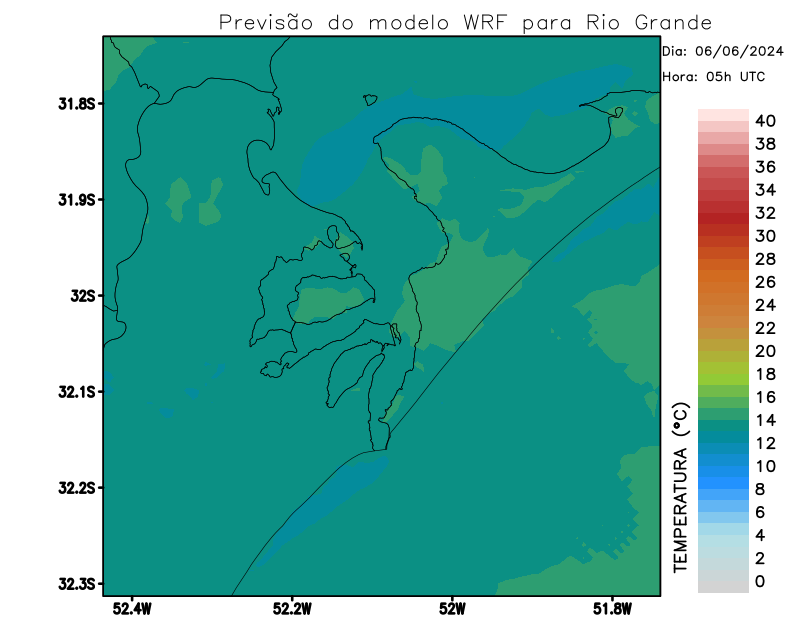 Previsão do modelo WRF para Rio Grande
Dia: 06/06/2024
Hora: 05h UTC
31.8S
31.9S
32S
32.1S
32.2S
32.3S
52.4W
52.2W
52W
51.8W
TEMPERATURA (°C)
40
38
36
34
32
30
28
26
24
22
20
18
16
14
12
10
8
6
4
2
0